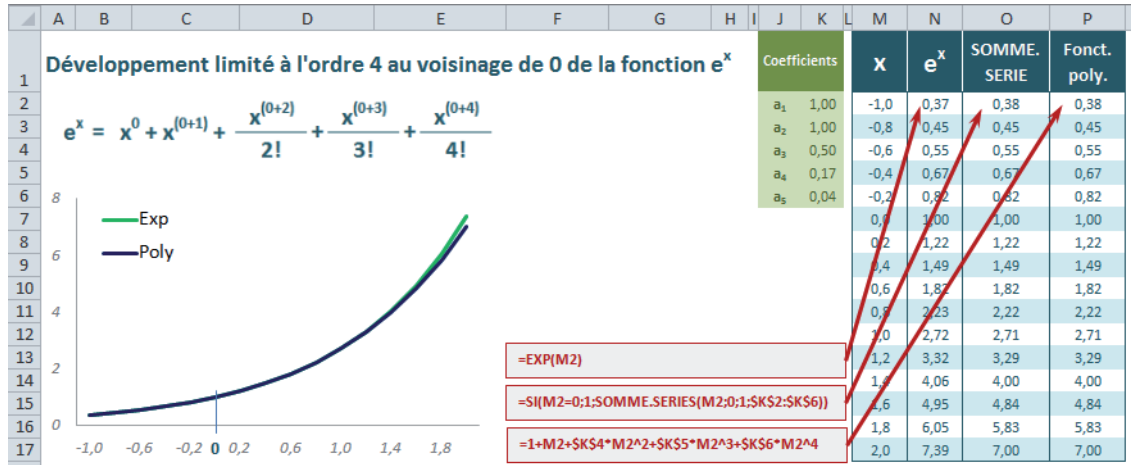 A B C D E F G H I J K L M N O P
1 Développement limité à l'ordre 4 au voisinage de 0 de la fonction e^x
e^x = x^0 + x^(0+1) + x^(0+2)/2! + x^(0+3)/3! + x^(0+4)/4!
8
6
4
2
0
Exp
Poly
-1,0 -0,6 -0,2 0 0,2 0,6 1,0 1,4 1,8
=EXP(M2)
=SI(M2=0;1;SOMME.SERIES(M2;0;1;$K$2:$K$6))
=1+M2+$K$4*M2^2+$K$5*M2^3+$K$6*M2^4
Coefficients
a1 1,00
a2 1,00
a3 0,50
a4 0,17
a5 0,04
x e^x SOMME. SERIE Fonct. poly.
2 -1,0 0,37 0,38 0,38
3 -0,8 0,45 0,45 0,45
4 -0,6 0,55 0,55 0,55
5 -0,4 0,67 0,67 0,67
6 -0,2 0,82 0,82 0,82
7 0,0 1,00 1,00 1,00
8 0,2 1,22 1,22 1,22
9 0,4 1,49 1,49 1,49
10 0,6 1,82 1,82 1,82
11 0,8 2,23 2,22 2,22
12 1,0 2,72 2,71 2,71
13 1,2 3,32 3,29 3,29
14 1,4 4,06 4,00 4,00
15 1,6 4,95 4,84 4,84
16 1,8 6,05 5,83 5,83
17 2,0 7,39 7,00 7,00